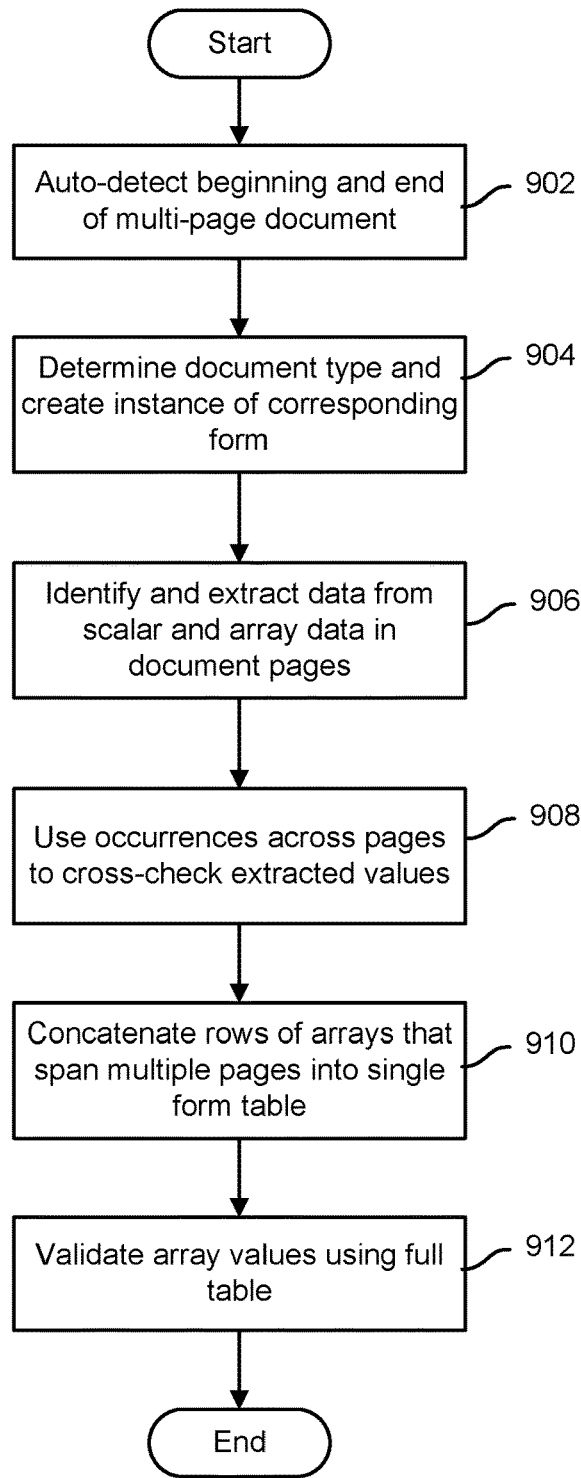 Start
Auto-detect beginning and end
of multi-page document
902
Determine document type and
create instance of corresponding
form
904
Identify and extract data from
scalar and array data in
document pages
906
Use occurrences across pages
to cross-check extracted values
908
Concatenate rows of arrays that
span multiple pages into single
form table
910
Validate array values using full
table
912
End